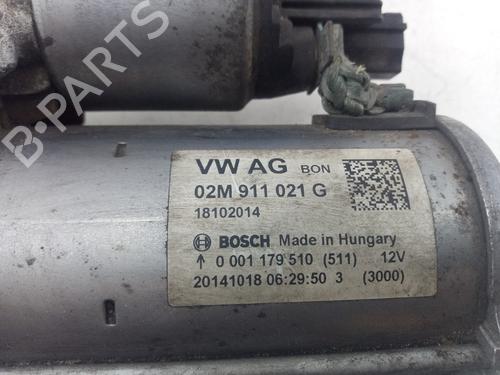 B-PARTS
VW AG BON
02M 911 021 G
18102014
BOSCH Made in Hungary
↑ 0 001 179 510 (511) 12V
20141018 06:29:50 3 (3000)